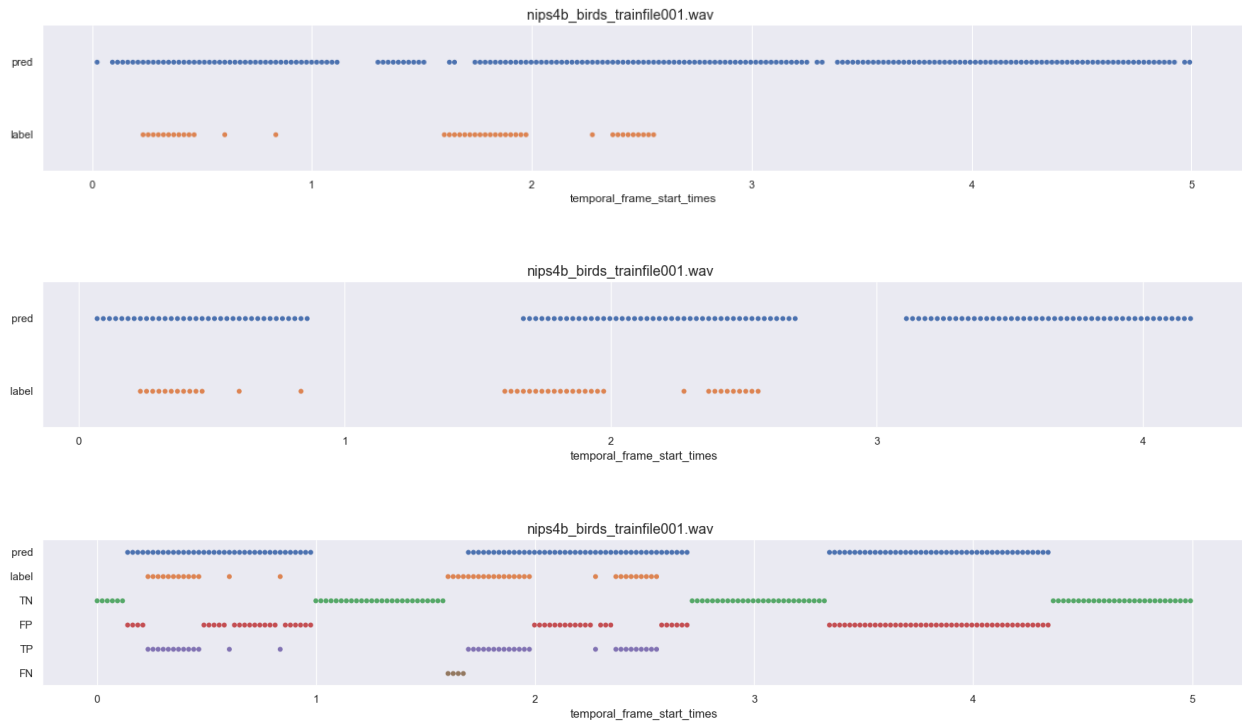 nips4b_birds_trainfile001.wav
pred
label
0 1 2 3 4 5
temporal_frame_start_times
nips4b_birds_trainfile001.wav
pred
label
0 1 2 3 4
temporal_frame_start_times
nips4b_birds_trainfile001.wav
pred
label
TN
FP
TP
FN
0 1 2 3 4 5
temporal_frame_start_times